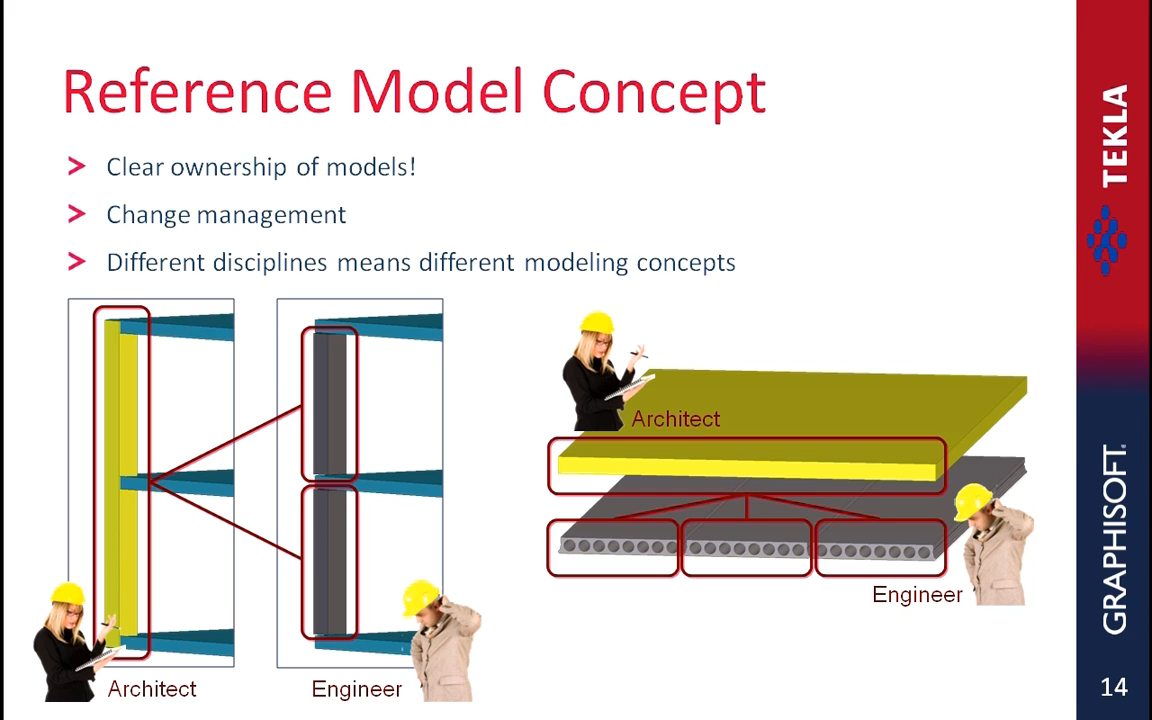 Reference Model Concept
> Clear ownership of models!
> Change management
> Different disciplines means different modeling concepts
Architect
Engineer
Architect
Engineer
TEKLA
GRAPHISOFT®
14